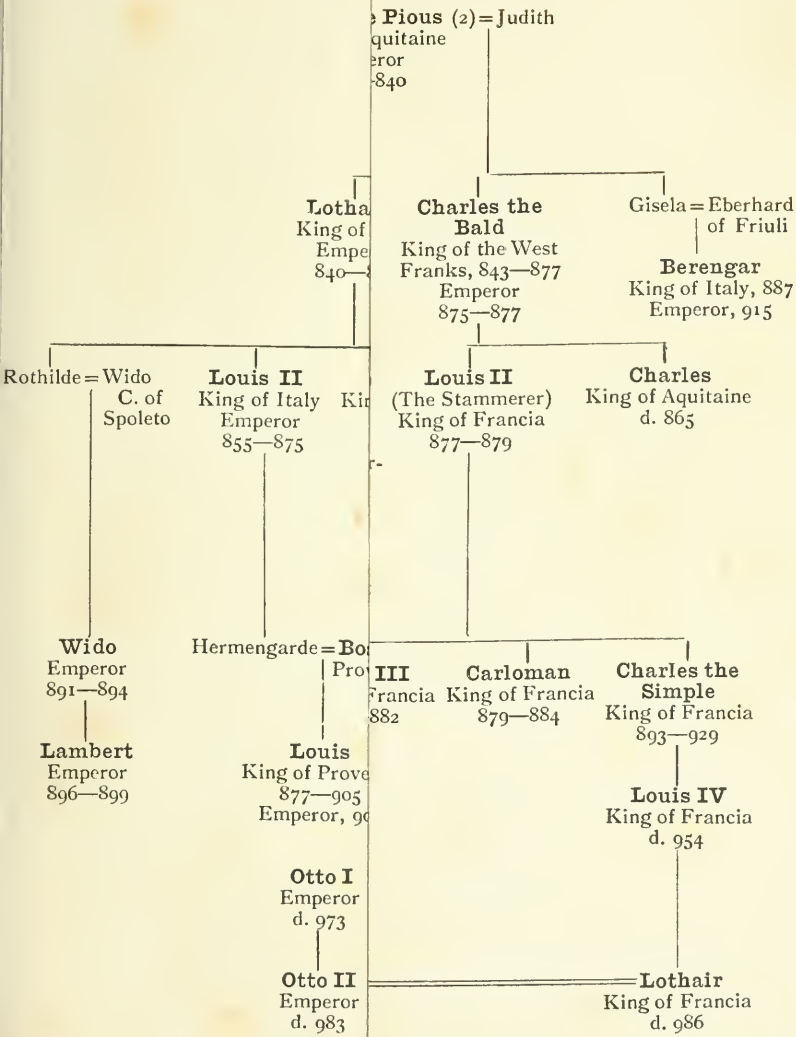 Pious (2)=Judith
quitaine
eror
-840
Lotha
King of
Empe
840—
Charles the
Bald
King of the West
Franks, 843—877
Emperor
875—877
Gisela=Eberhard
of Friuli
Berengar
King of Italy, 887
Emperor, 915
Rothilde=Wido
C. of
Spoleto
Louis II
King of Italy
Emperor
855—875
Kin
r-
Louis II
(The Stammerer)
King of Francia
877—879
Charles
King of Aquitaine
d. 865
Wido
Emperor
891—894
Lambert
Emperor
896—899
Hermengarde=Bo
Pro
Louis
King of Prove
877—905
Emperor, 90
III
Francia
882
Carloman
King of Francia
879—884
Charles the
Simple
King of Francia
893—929
Louis IV
King of Francia
d. 954
Otto I
Emperor
d. 973
Otto II
Emperor
d. 983
Lothair
King of Francia
d. 986